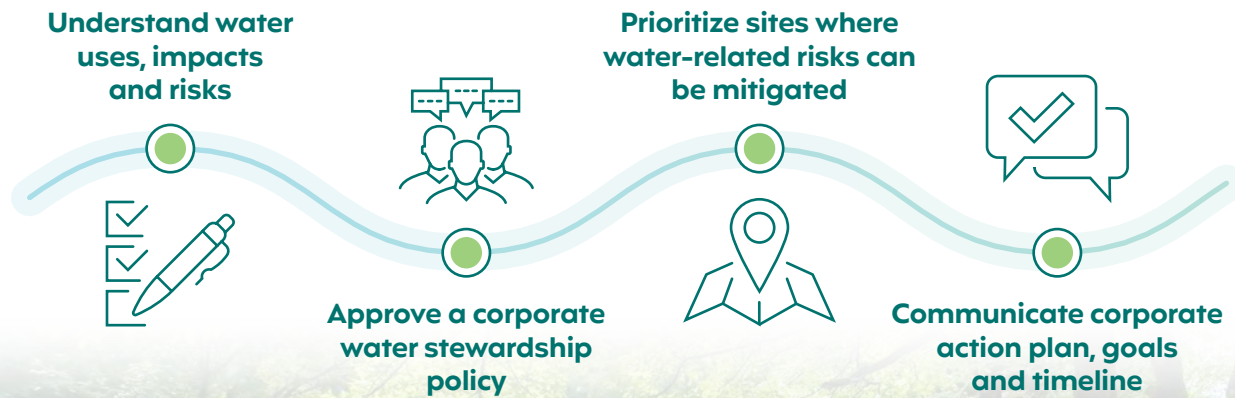 Understand water
uses, impacts
and risks
Approve a corporate
water stewardship
policy
Prioritize sites where
water-related risks can
be mitigated
Communicate corporate
action plan, goals
and timeline